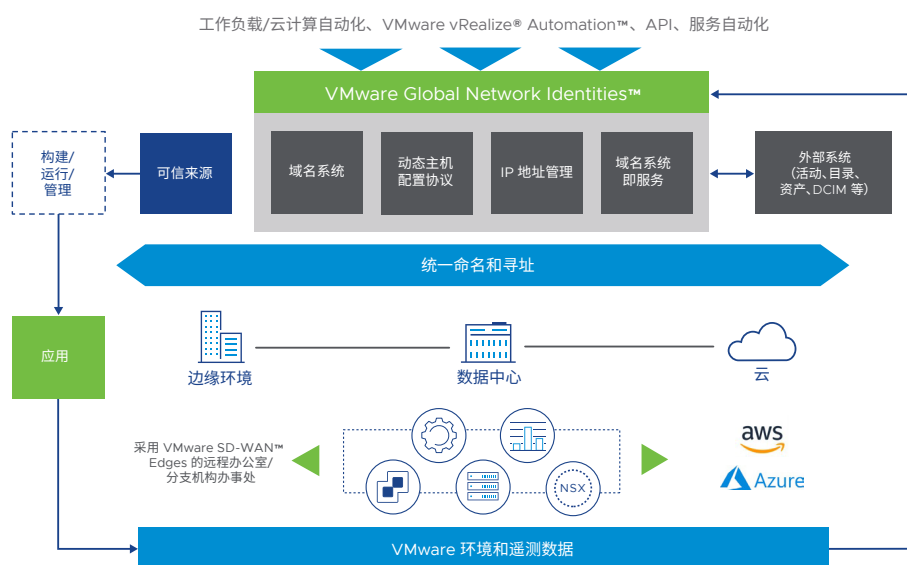 工作负载/云计算自动化、VMware vRealize® Automation™、API、服务自动化
VMware Global Network Identities™
构建/
运行/
管理
可信来源
域名系统
动态主机
配置协议
IP 地址管理
域名系统
即服务
外部系统
（活动、目录、
资产、DCIM 等）
统一命名和寻址
应用
边缘环境
数据中心
云
采用 VMware SD-WAN™
Edges 的远程办公室/
分支机构办事处
NSX
aws
Azure
VMware 环境和遥测数据